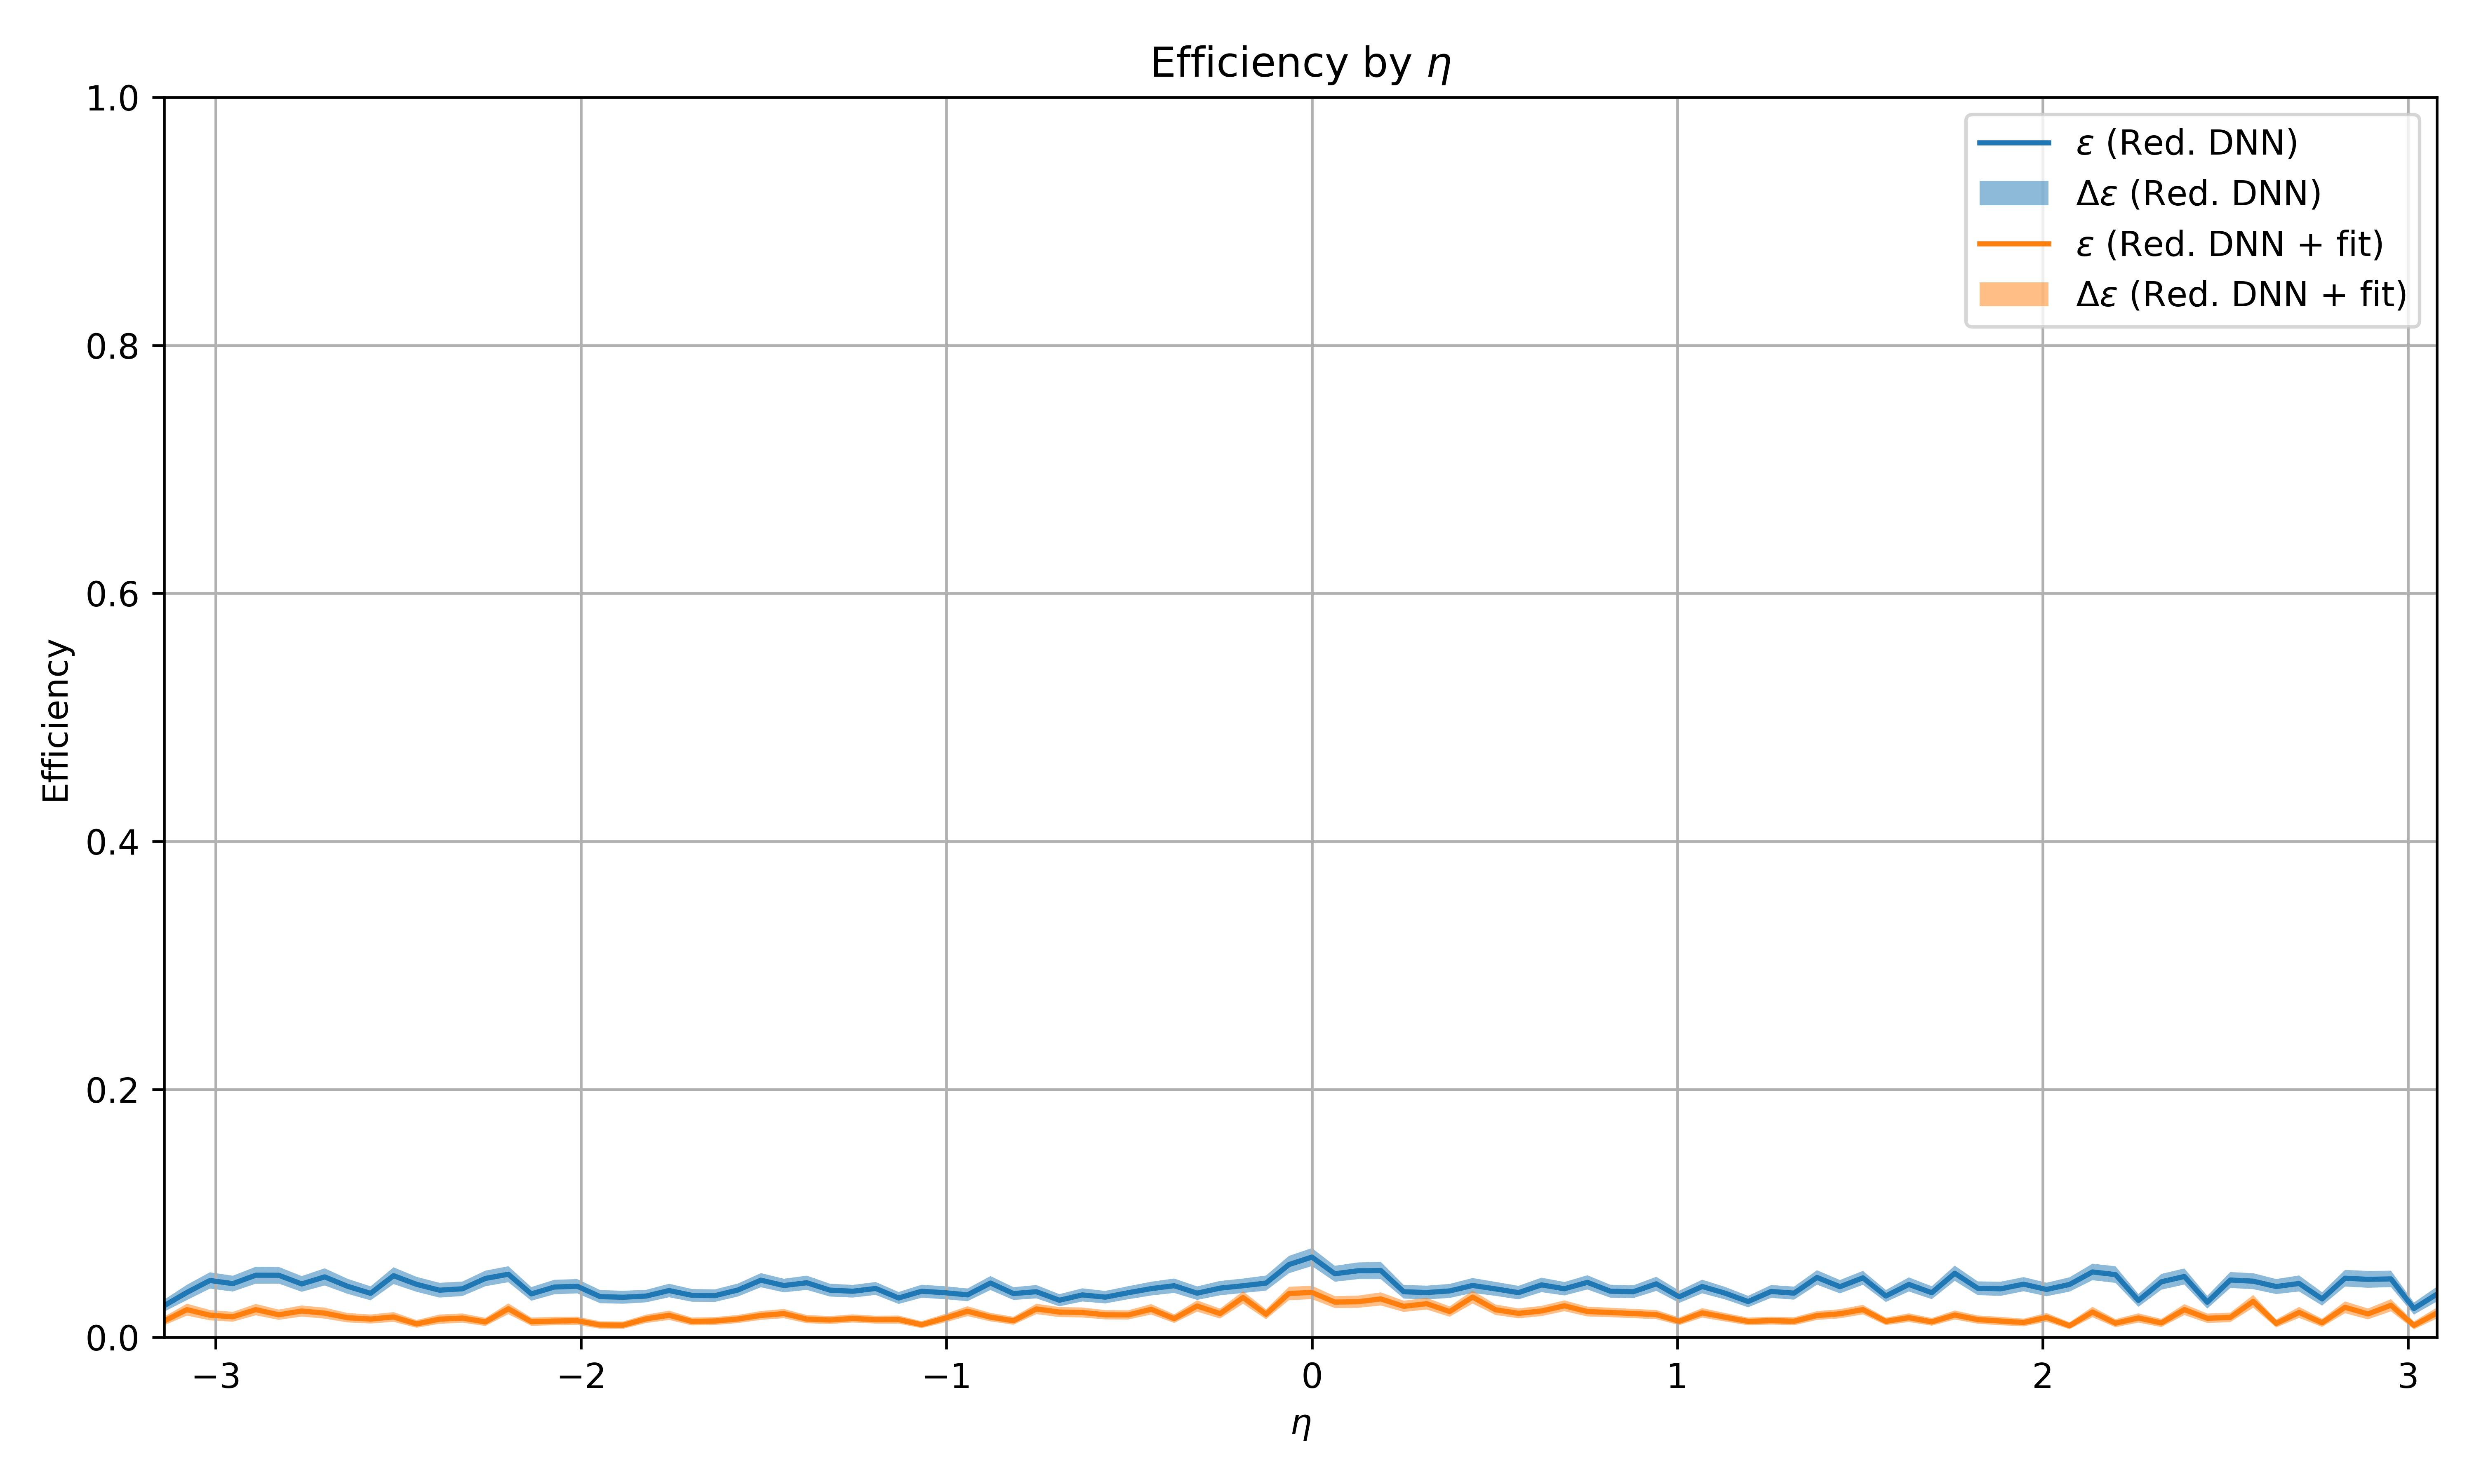 Efficiency by η
1.0
0.8
0.6
0.4
0.2
0.0
Efficiency
−3
−2
−1
0
1
2
3
η
ε (Red. DNN)
Δε (Red. DNN)
ε (Red. DNN + fit)
Δε (Red. DNN + fit)